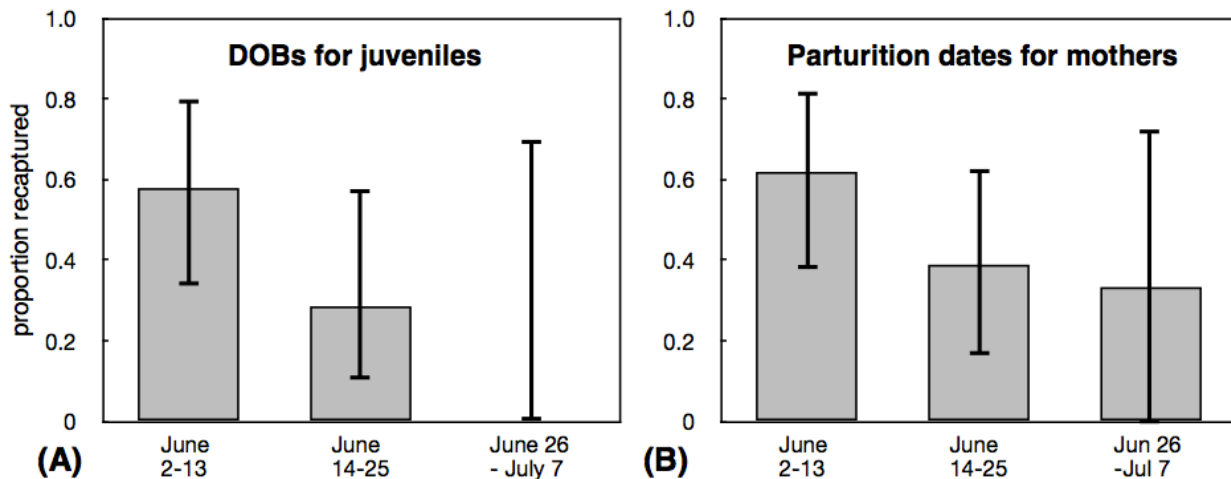 DOBs for juveniles
proportion recaptured
1.0
0.8
0.6
0.4
0.2
0
June
2-13
June
14-25
June 26
- July 7
(A)
Parturition dates for mothers
1.0
0.8
0.6
0.4
0.2
0
June
2-13
June
14-25
Jun 26
-Jul 7
(B)